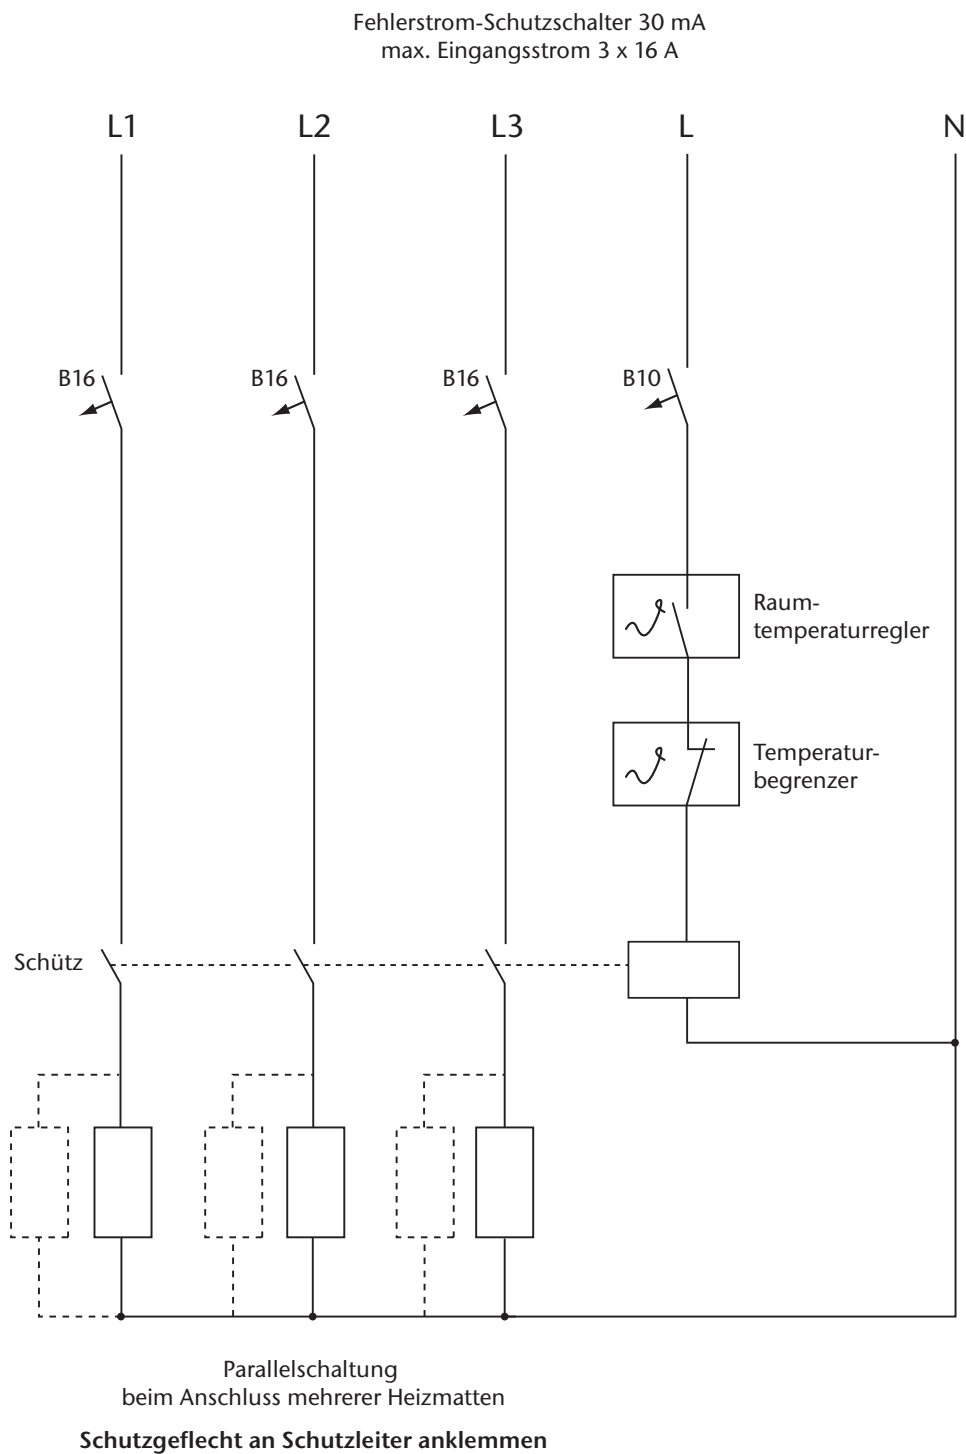 Fehlerstrom-Schutzschalter 30 mA
max. Eingangsstrom 3 x 16 A
L1 L2 L3 L N
B16 B16 B16 B10
Raum-
temperaturregler
Temperatur-
begrenzer
Schütz
Parallelschaltung
beim Anschluss mehrerer Heizmatten
Schutzgeflecht an Schutzleiter anklemmen